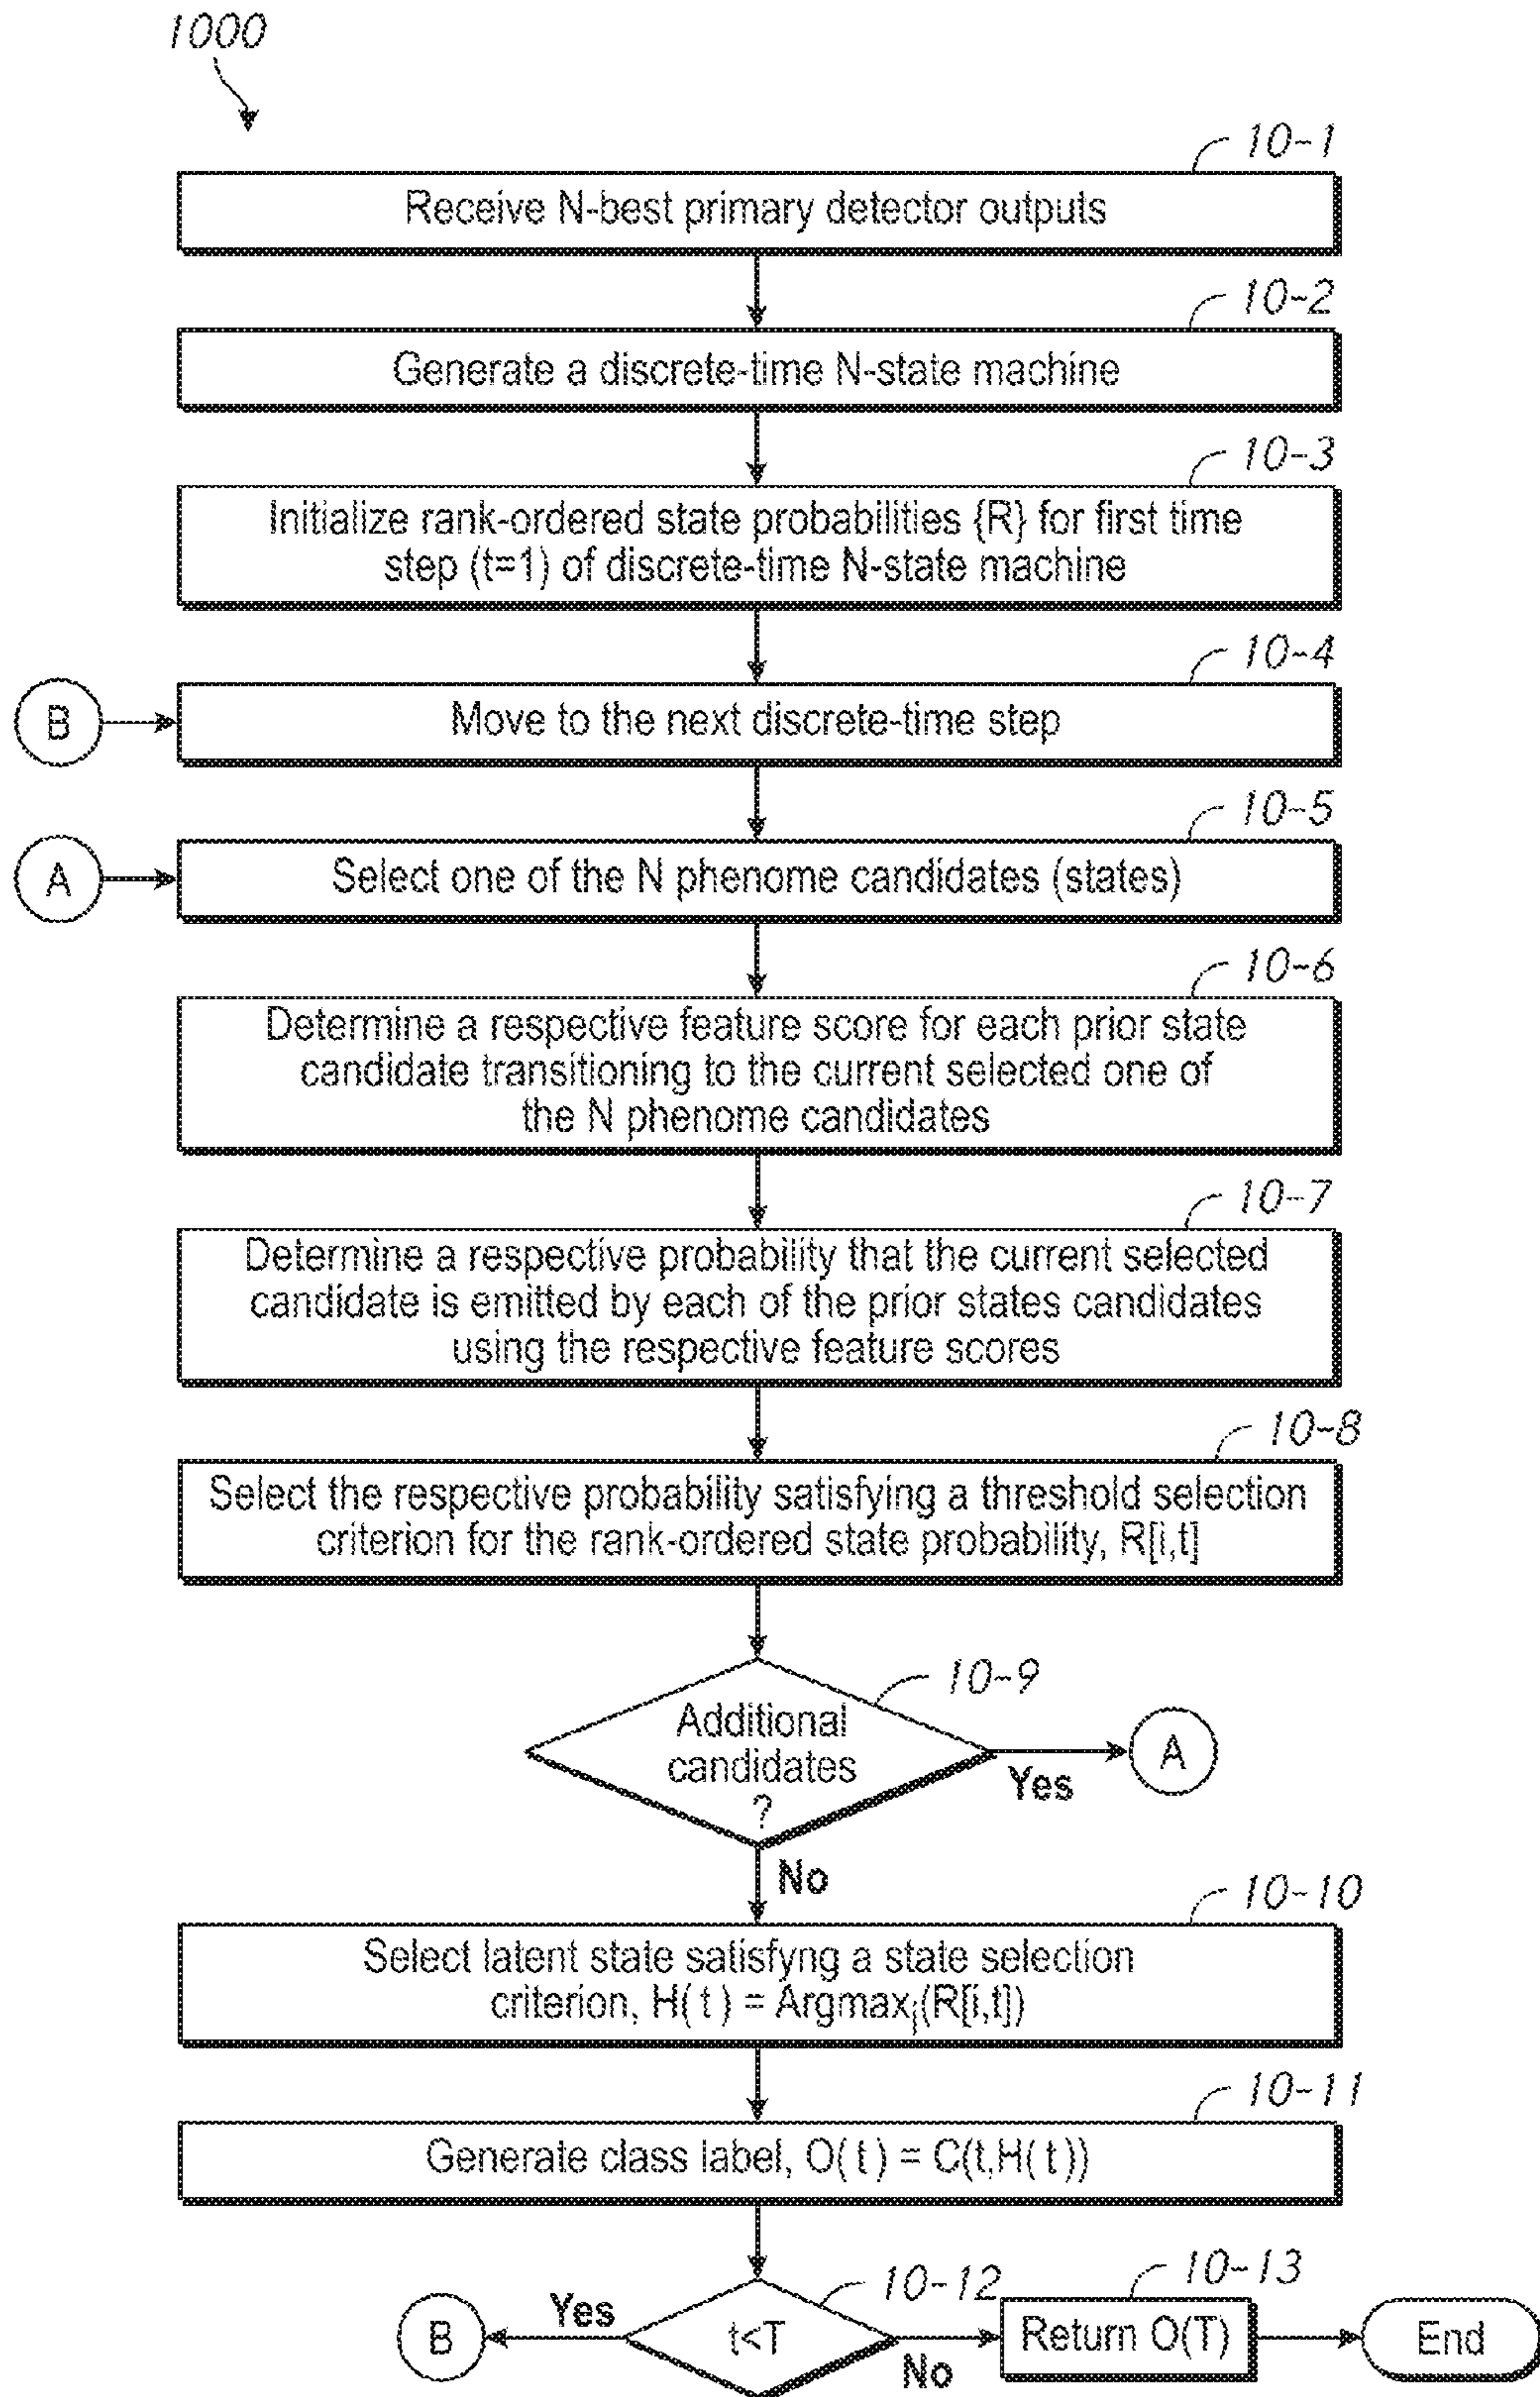 1000
10-1
Receive N-best primary detector outputs
10-2
Generate a discrete-time N-state machine
10-3
Initialize rank-ordered state probabilities {R} for first time
step (t=1) of discrete-time N-state machine
10-4
B
Move to the next discrete-time step
10-5
A
Select one of the N phenome candidates (states)
10-6
Determine a respective feature score for each prior state
candidate transitioning to the current selected one of
the N phenome candidates
10-7
Determine a respective probability that the current selected
candidate is emitted by each of the prior states candidates
using the respective feature scores
10-8
Select the respective probability satisfying a threshold selection
criterion for the rank-ordered state probability, R[i,t]
10-9
Additional
candidates
?
Yes
A
No
10-10
Select latent state satisfyng a state selection
criterion, H( t ) = Argmaxⱼ(R[i,t])
10-11
Generate class label, O( t ) = C(t,H( t ))
10-12
t<T
Yes
B
No
10-13
Return O(T)
End